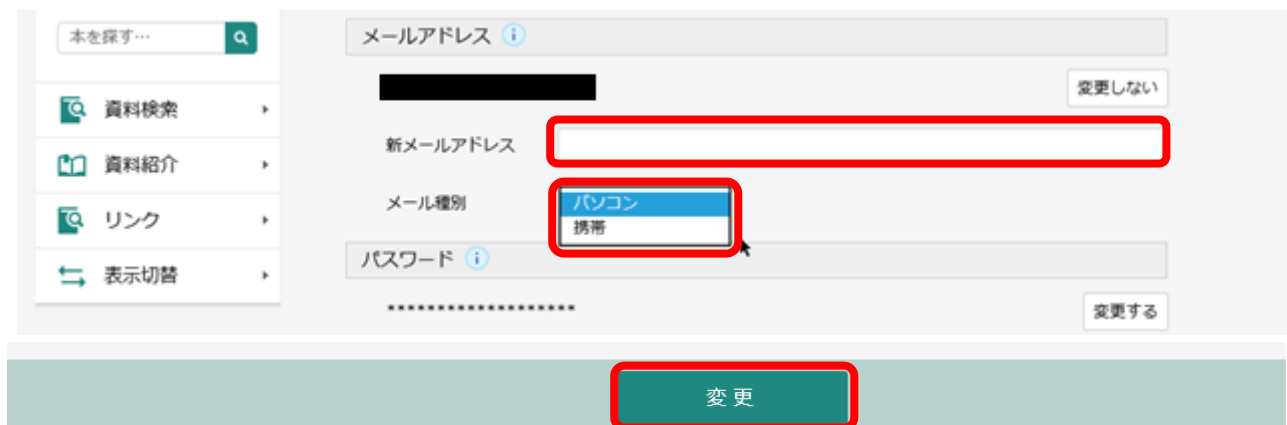 本を探す…
資料検索
資料紹介
リンク
表示切替
メールアドレス
変更しない
新メールアドレス
メール種別
パソコン
携帯
パスワード
*******************
変更する
変更